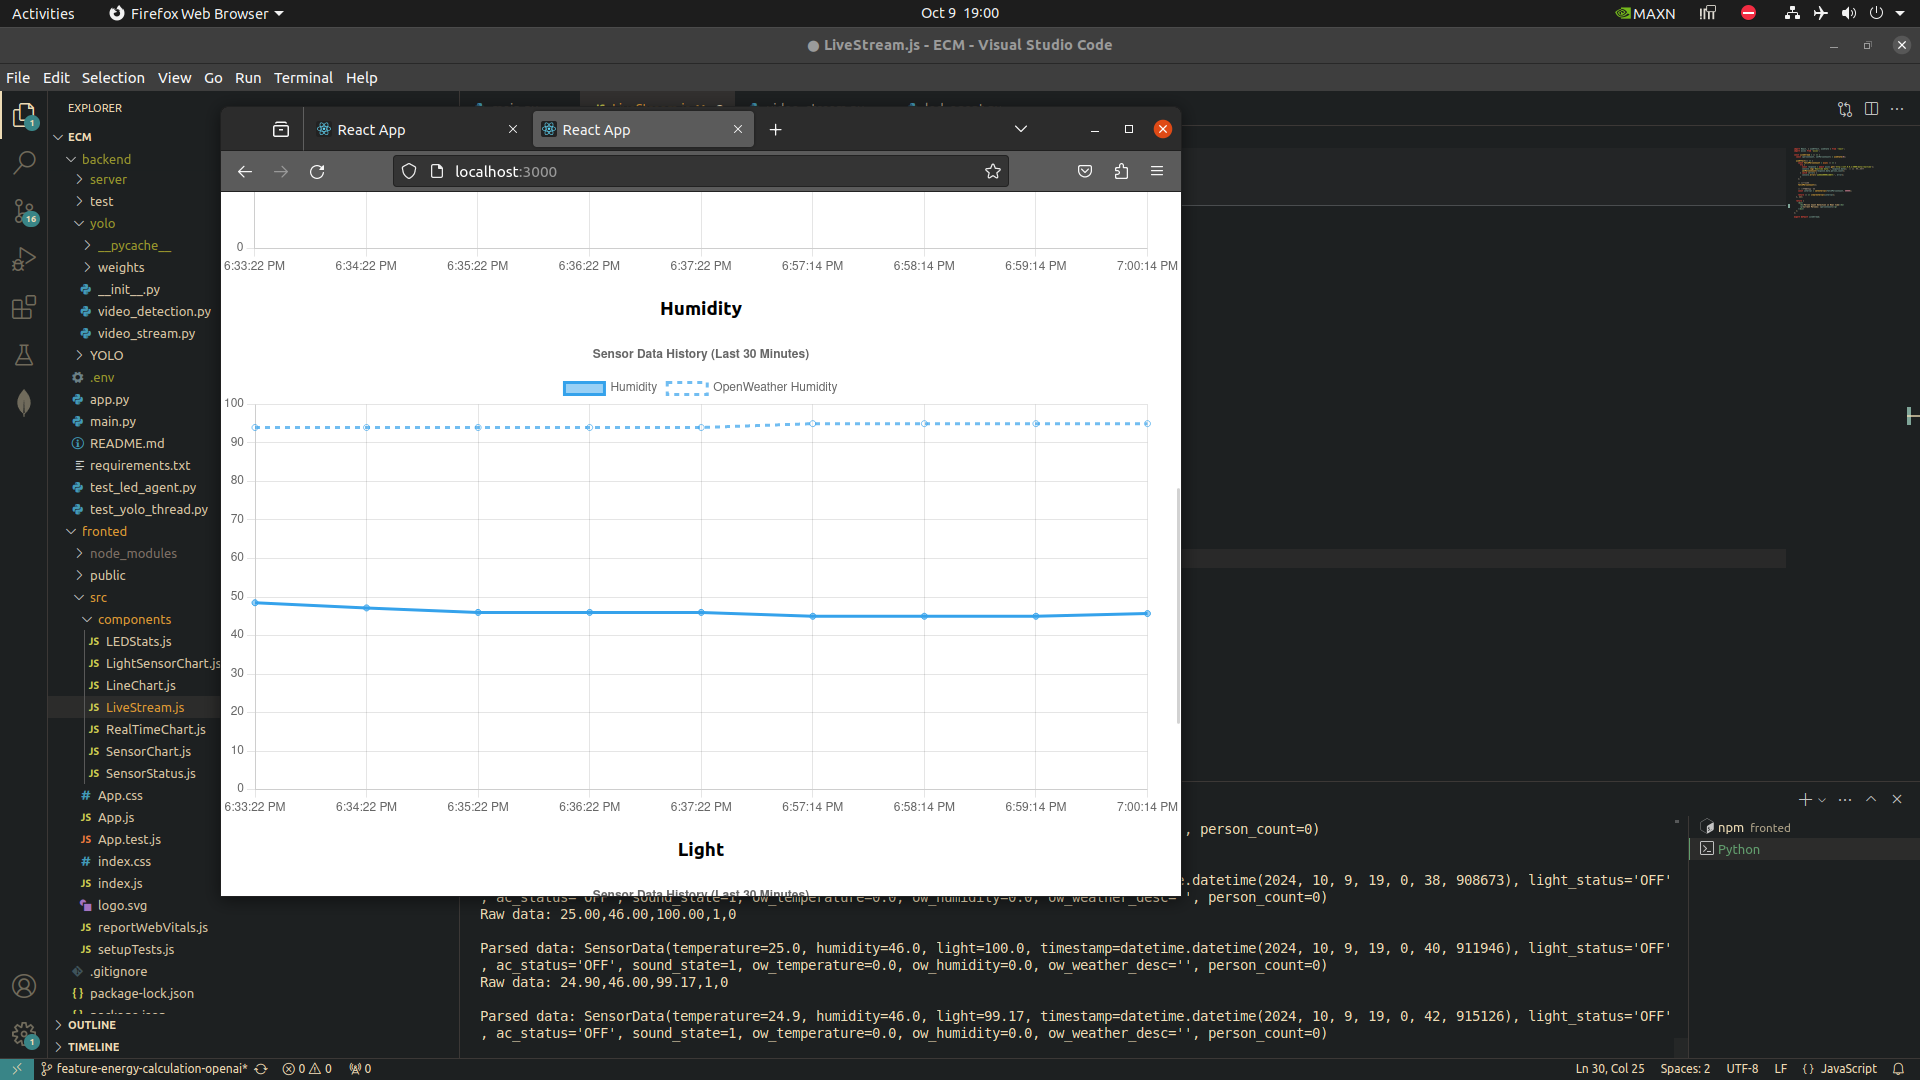 Activities Firefox Web Browser Oct 9 19:00 MAXN
LiveStream.js - ECM - Visual Studio Code
File Edit Selection View Go Run Terminal Help
EXPLORER
ECM
backend
server
test
yolo
__pycache__
weights
__init__.py
video_detection.py
video_stream.py
YOLO
.env
app.py
main.py
README.md
requirements.txt
test_led_agent.py
test_yolo_thread.py
fronted
node_modules
public
src
components
JS LEDStats.js
JS LightSensorChart.js
JS LineChart.js
JS LiveStream.js
JS RealTimeChart.js
JS SensorChart.js
JS SensorStatus.js
# App.css
JS App.js
JS App.test.js
# index.css
JS index.js
logo.svg
JS reportWebVitals.js
JS setupTests.js
.gitignore
{} package-lock.json
OUTLINE
TIMELINE
1
16
1
React App React App
localhost:3000
0
6:33:22 PM 6:34:22 PM 6:35:22 PM 6:36:22 PM 6:37:22 PM 6:57:14 PM 6:58:14 PM 6:59:14 PM 7:00:14 PM
Humidity
Sensor Data History (Last 30 Minutes)
Humidity OpenWeather Humidity
100
90
80
70
60
50
40
30
20
10
0
6:33:22 PM 6:34:22 PM 6:35:22 PM 6:36:22 PM 6:37:22 PM 6:57:14 PM 6:58:14 PM 6:59:14 PM 7:00:14 PM
Light
Sensor Data History (Last 30 Minutes)
', person_count=0)
e.datetime(2024, 10, 9, 19, 0, 38, 908673), light_status='OFF'
, ac_status='OFF', sound_state=1, ow_temperature=0.0, ow_humidity=0.0, ow_weather_desc='', person_count=0)
Raw data: 25.00,46.00,100.00,1,0
Parsed data: SensorData(temperature=25.0, humidity=46.0, light=100.0, timestamp=datetime.datetime(2024, 10, 9, 19, 0, 40, 911946), light_status='OFF'
, ac_status='OFF', sound_state=1, ow_temperature=0.0, ow_humidity=0.0, ow_weather_desc='', person_count=0)
Raw data: 24.90,46.00,99.17,1,0
Parsed data: SensorData(temperature=24.9, humidity=46.0, light=99.17, timestamp=datetime.datetime(2024, 10, 9, 19, 0, 42, 915126), light_status='OFF'
, ac_status='OFF', sound_state=1, ow_temperature=0.0, ow_humidity=0.0, ow_weather_desc='', person_count=0)
npm fronted
Python
feature-energy-calculation-openai* 0 0 0 Ln 30, Col 25 Spaces: 2 UTF-8 LF {} JavaScript